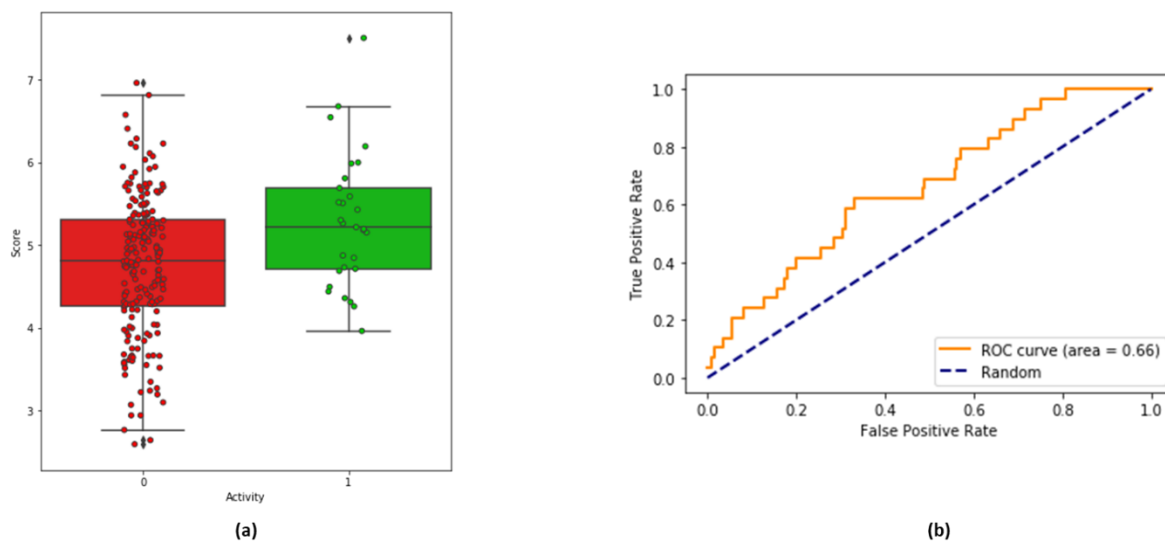 7
6
5
4
3
Score
0
1
Activity
(a)
1.0
0.8
0.6
0.4
0.2
0.0
True Positive Rate
ROC curve (area = 0.66)
Random
0.0 0.2 0.4 0.6 0.8 1.0
False Positive Rate
(b)